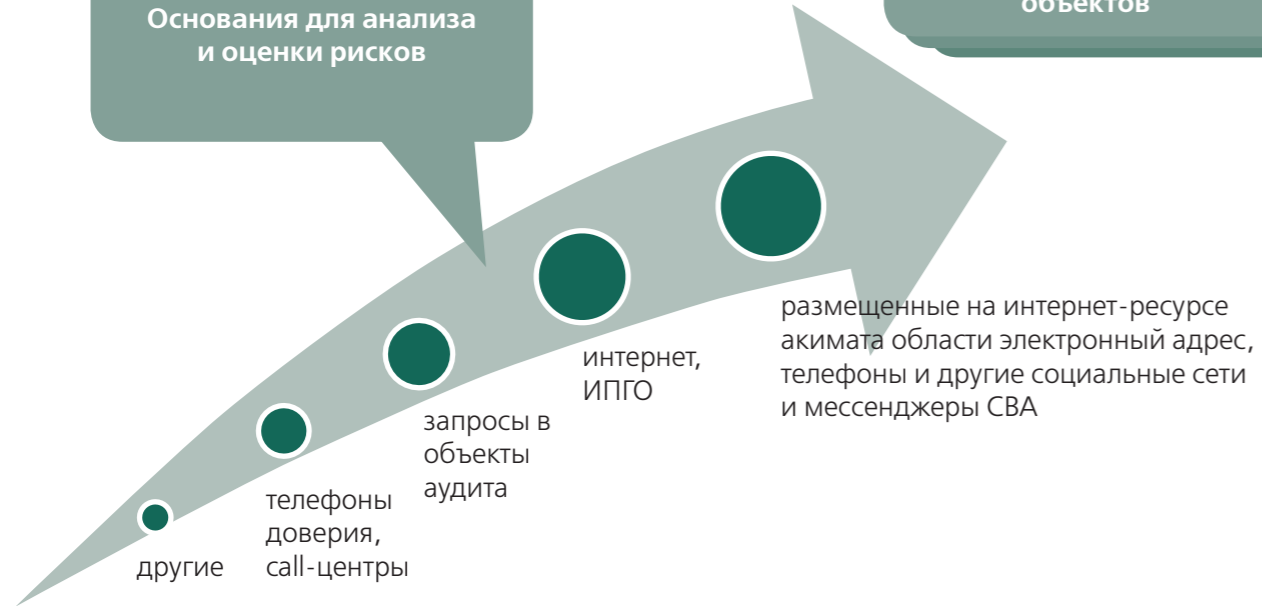 Основания для анализа
и оценки рисков
объектов
размещенные на интернет-ресурсе
акимата области электронный адрес,
телефоны и другие социальные сети
и мессенджеры СВА
интернет,
ИПГО
запросы в
объекты
аудита
телефоны
доверия,
call-центры
другие